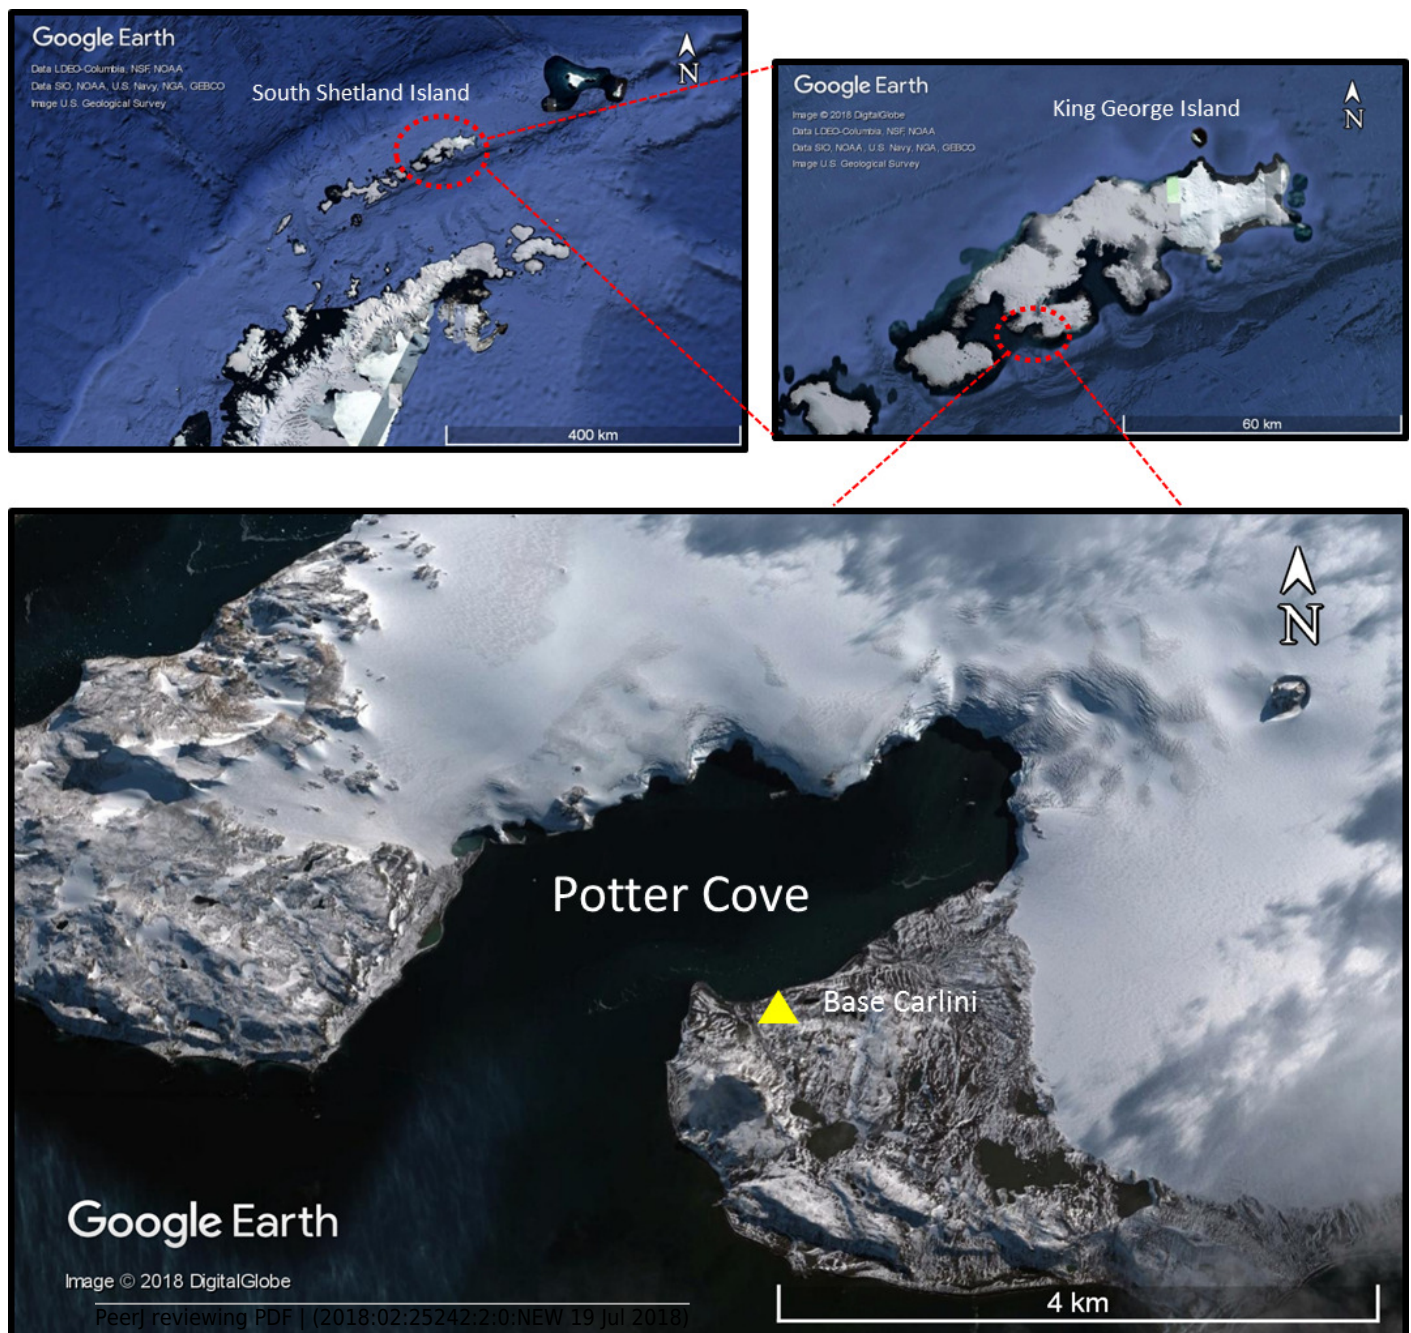 Google Earth
Data LDEO-Columbia, NSF, NOAA
Data SIO, NOAA, U.S. Navy, NGA, GEBCO
Image U.S. Geological Survey
South Shetland Island
N
400 km
Google Earth
Image © 2018 DigitalGlobe
Data LDEO-Columbia, NSF, NOAA
Data SIO, NOAA, U.S. Navy, NGA, GEBCO
Image U.S. Geological Survey
King George Island
N
60 km
N
Potter Cove
Base Carlini
Google Earth
Image © 2018 DigitalGlobe
4 km
PeerJ reviewing PDF | (2018:02:25242:2:0:NEW 19 Jul 2018)